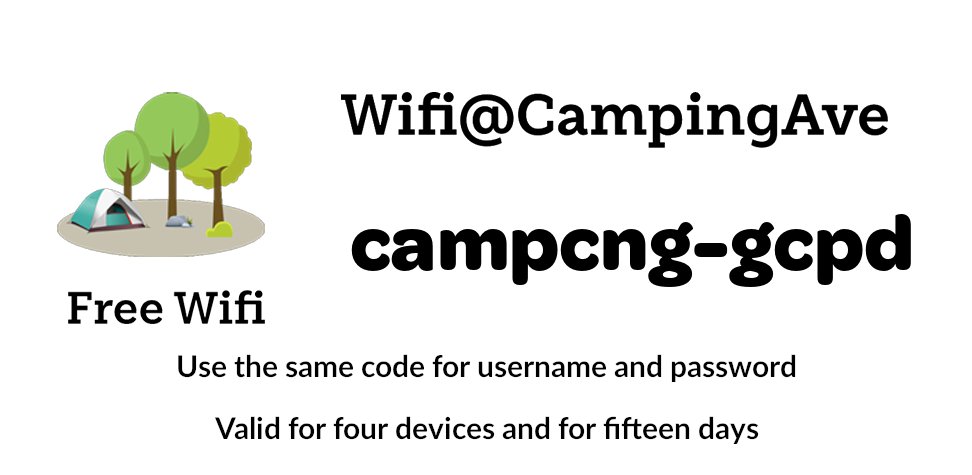 Wifi@CampingAve
campcng-gcpd
Free Wifi
Use the same code for username and password
Valid for four devices and for fifteen days